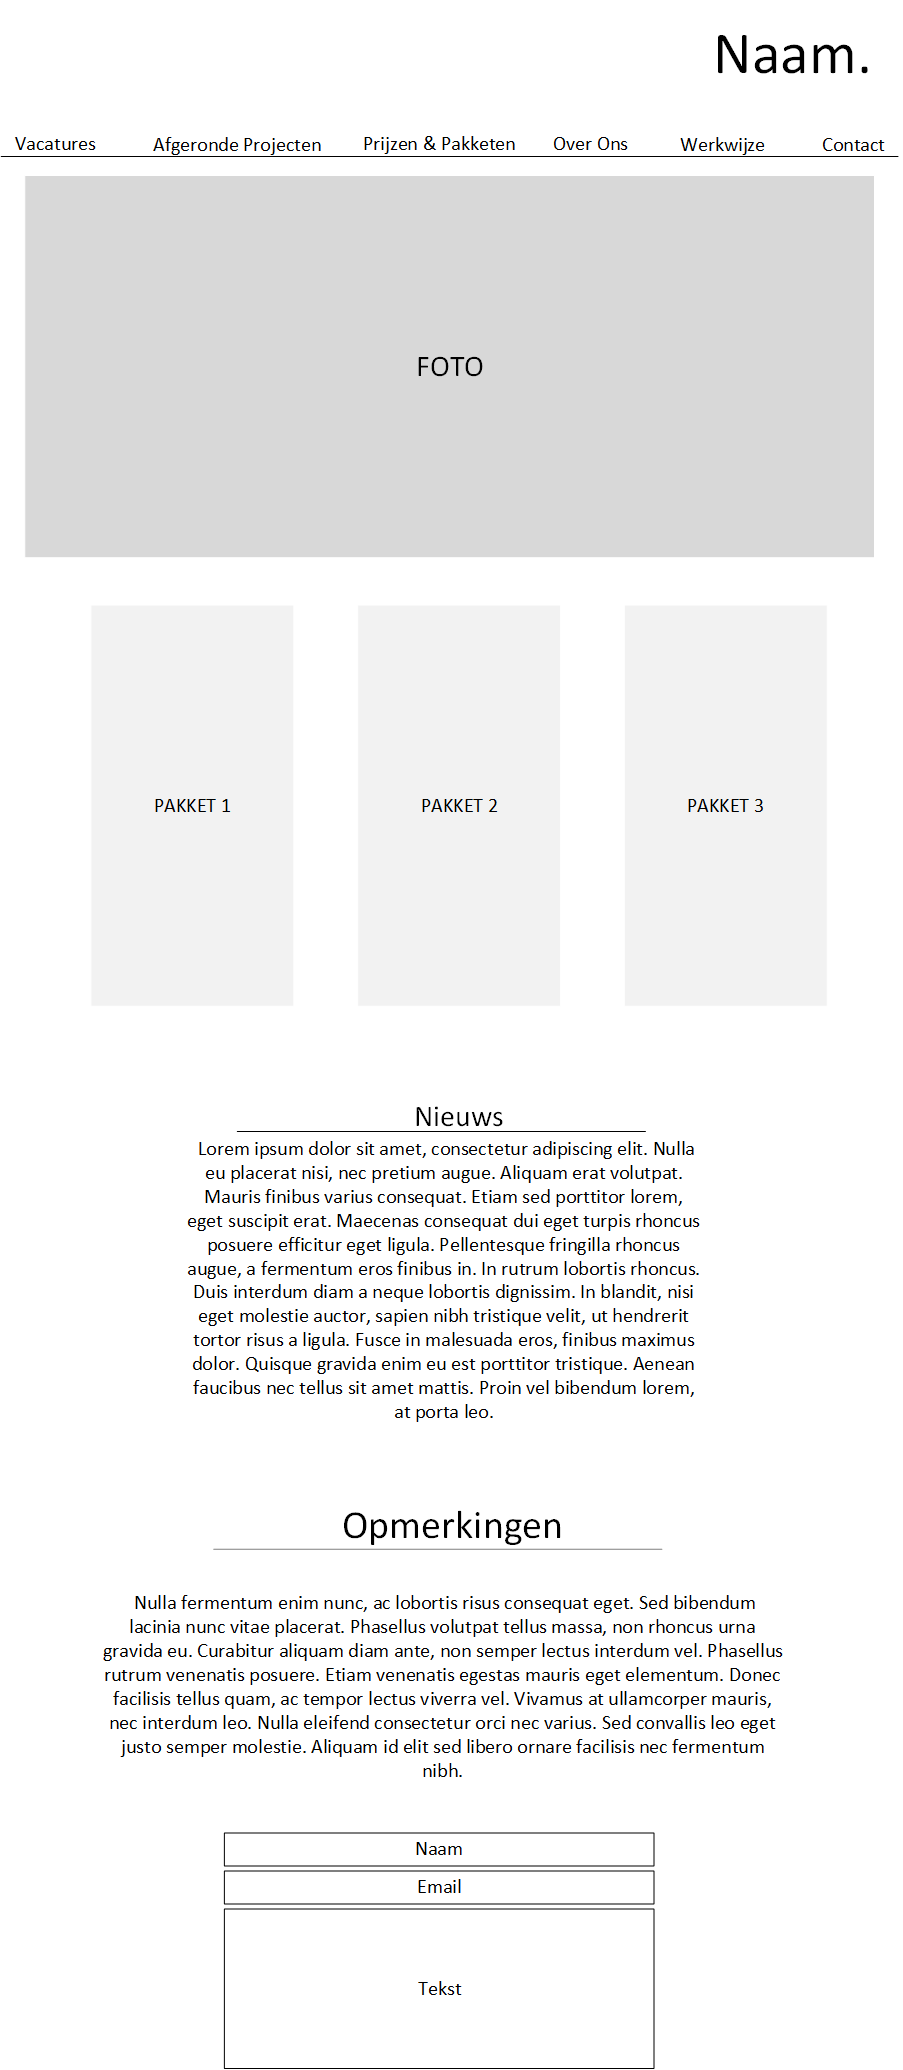 Naam.
Vacatures Afgeronde Projecten Prijzen & Pakketen Over Ons Werkwijze Contact
FOTO
PAKKET 1 PAKKET 2 PAKKET 3
Nieuws
Lorem ipsum dolor sit amet, consectetur adipiscing elit. Nulla
eu placerat nisi, nec pretium augue. Aliquam erat volutpat.
Mauris finibus varius consequat. Etiam sed porttitor lorem,
eget suscipit erat. Maecenas consequat dui eget turpis rhoncus
posuere efficitur eget ligula. Pellentesque fringilla rhoncus
augue, a fermentum eros finibus in. In rutrum lobortis rhoncus.
Duis interdum diam a neque lobortis dignissim. In blandit, nisi
eget molestie auctor, sapien nibh tristique velit, ut hendrerit
tortor risus a ligula. Fusce in malesuada eros, finibus maximus
dolor. Quisque gravida enim eu est porttitor tristique. Aenean
faucibus nec tellus sit amet mattis. Proin vel bibendum lorem,
at porta leo.
Opmerkingen
Nulla fermentum enim nunc, ac lobortis risus consequat eget. Sed bibendum
lacinia nunc vitae placerat. Phasellus volutpat tellus massa, non rhoncus urna
gravida eu. Curabitur aliquam diam ante, non semper lectus interdum vel. Phasellus
rutrum venenatis posuere. Etiam venenatis egestas mauris eget elementum. Donec
facilisis tellus quam, ac tempor lectus viverra vel. Vivamus at ullamcorper mauris,
nec interdum leo. Nulla eleifend consectetur orci nec varius. Sed convallis leo eget
justo semper molestie. Aliquam id elit sed libero ornare facilisis nec fermentum
nibh.
Naam
Email
Tekst